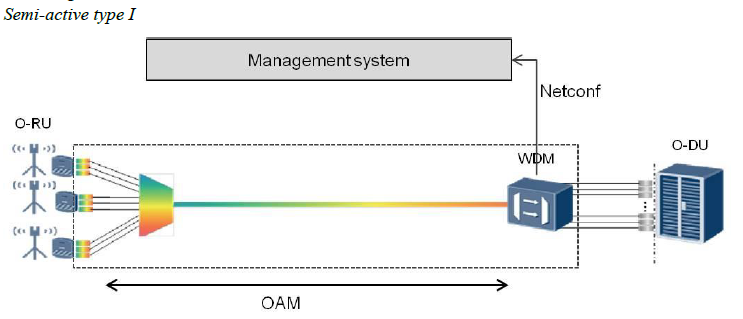 Semi-active type I
Management system
Netconf
O-RU
WDM
O-DU
OAM